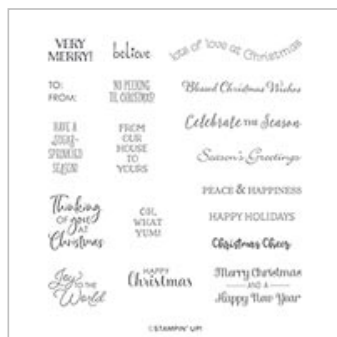 VERY
MERRY!
believe
lots of love at Christmas
TO:
FROM:
NO PEEKING
'TIL CHRISTMAS!
Blessed Christmas Wishes
HAVE A
SUGAR-
SPRINKLED
SEASON!
FROM
OUR
HOUSE
TO
YOURS
Celebrate THE Season
Season's Greetings
Thinking
OF you
AT
Christmas
OH,
WHAT
YUM!
PEACE & HAPPINESS
HAPPY HOLIDAYS
Christmas Cheer
Joy TO THE
World
HAPPY
Christmas
Merry Christmas
AND A
Happy New Year
©STAMPIN' UP!